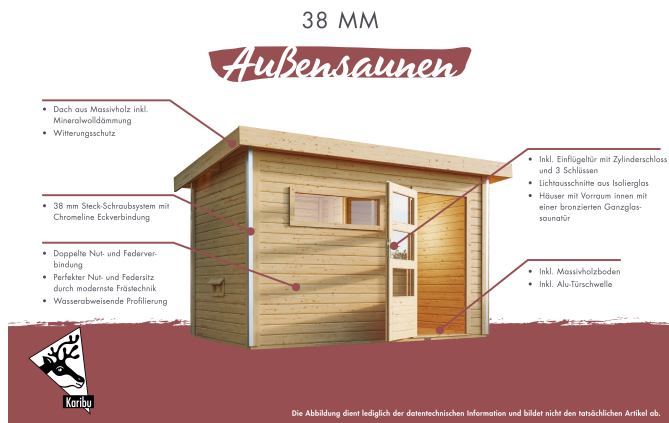 38 MM
Außensaunen
• Dach aus Massivholz inkl.
Mineralwolldämmung
• Witterungsschutz
• 38 mm Steck-Schraubsystem mit
Chromeline Eckverbindung
• Doppelte Nut- und Federver-
bindung
• Perfekter Nut- und Federsitz
durch modernste Frästechnik
• Wasserabweisende Profilierung
• Inkl. Einflügeltür mit Zylinderschloss
und 3 Schlüssen
• Lichtausschnitte aus Isolierglas
• Häuser mit Vorraum innen mit
einer bronzierten Ganzglas-
saunatür
• Inkl. Massivholzboden
• Inkl. Alu-Türschwelle
Karibu
Die Abbildung dient lediglich der datentechnischen Information und bildet nicht den tatsächlichen Artikel ab.